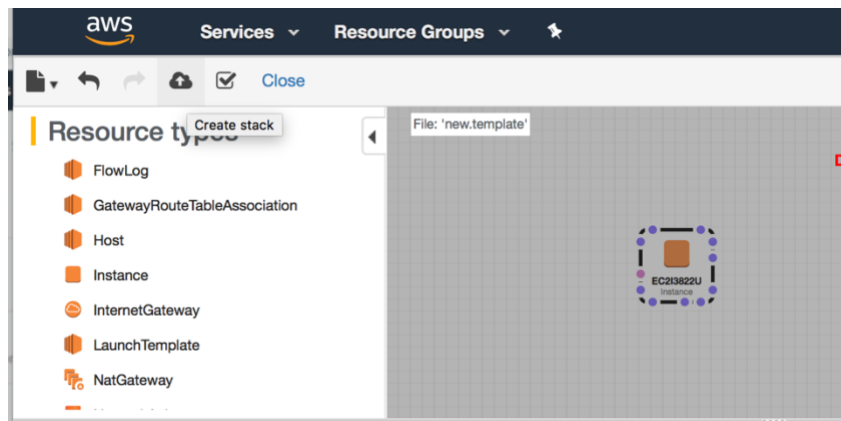 aws
Services
Resource Groups
Close
Create stack
Resource types
File: 'new.template'
FlowLog
GatewayRouteTableAssociation
Host
Instance
InternetGateway
LaunchTemplate
NatGateway
EC2I3822U
Instance